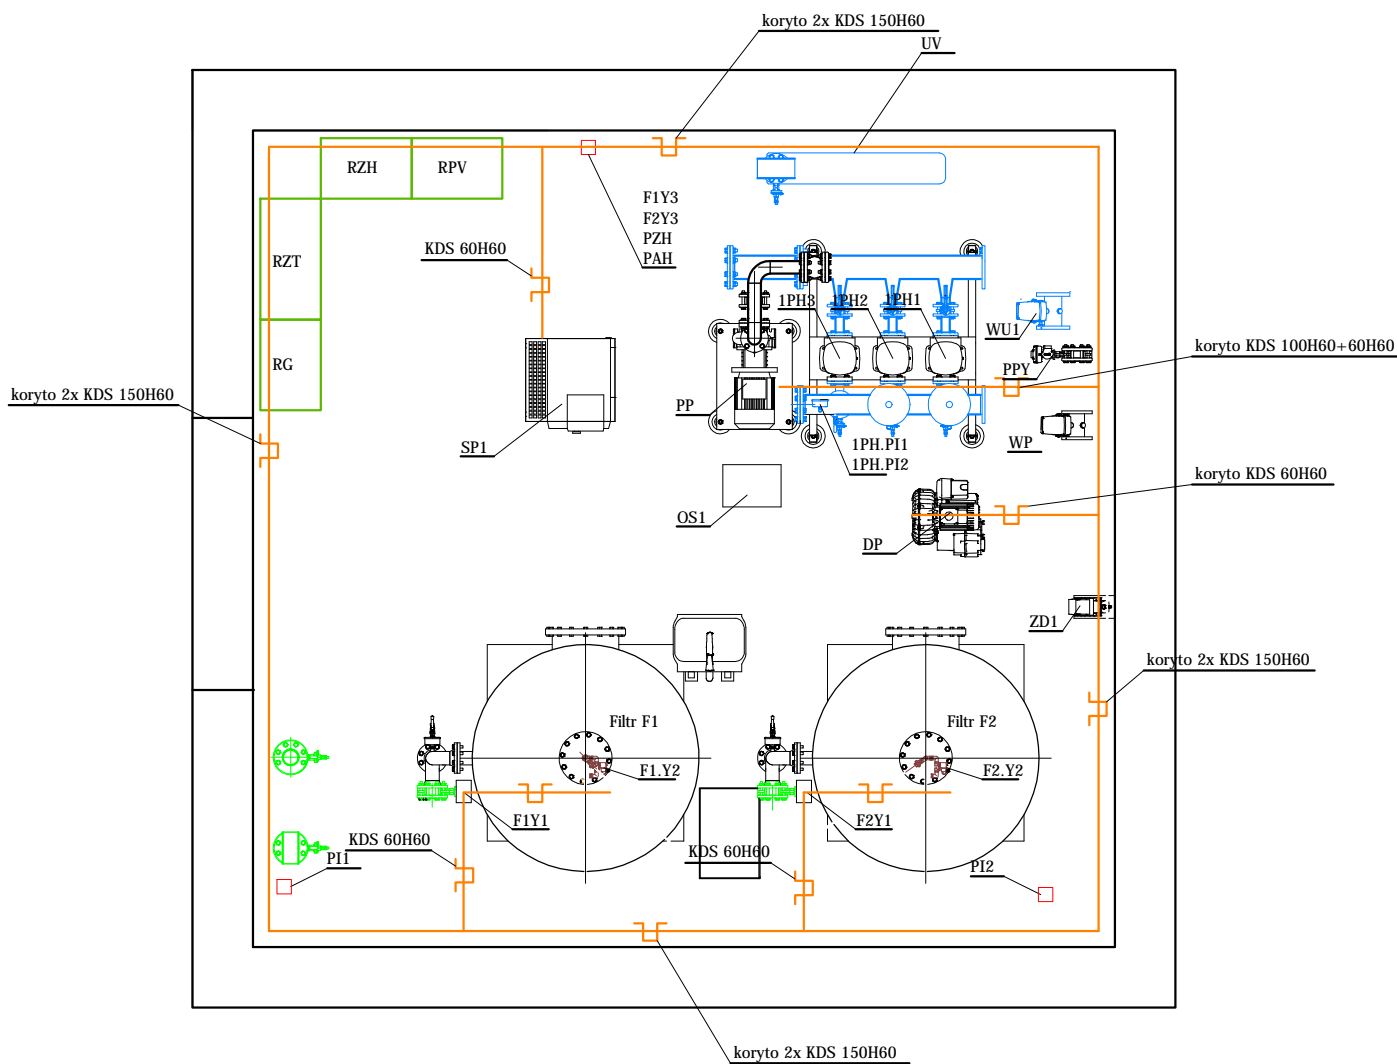 koryto 2x KDS 150H60
UV
RZH
RPV
F1Y3
F2Y3
PZH
PAH
KDS 60H60
RZT
1PH3
1PH2
1PH1
WU1
koryto KDS 100H60+60H60
RG
PPY
koryto 2x KDS 150H60
PP
SP1
1PH.PI1
1PH.PI2
WP
koryto KDS 60H60
OS1
DP
ZD1
koryto 2x KDS 150H60
Filtr F1
Filtr F2
F1.Y2
F2.Y2
F1Y1
F2Y1
KDS 60H60
PI1
KDS 60H60
PI2
koryto 2x KDS 150H60